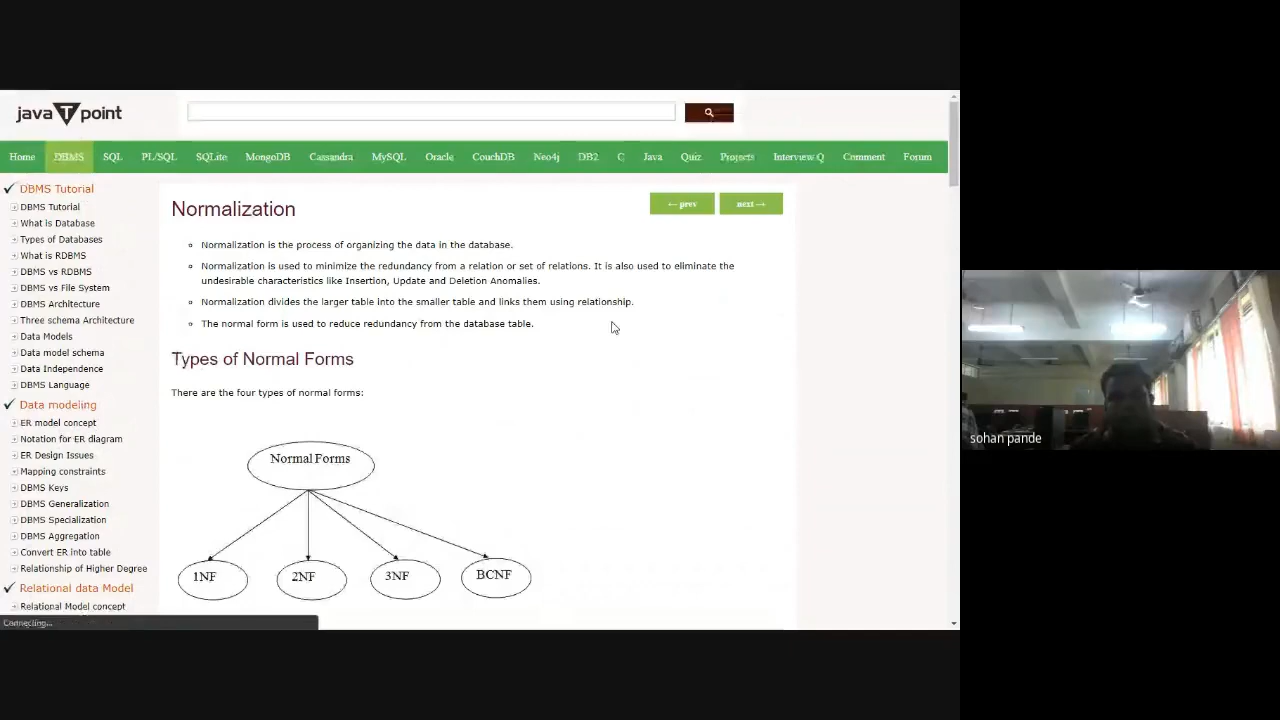 java T point
Home DBMS SQL PL/SQL SQLite MongoDB Cassandra MySQL Oracle CouchDB Neo4j DB2 C Java Quiz Projects Interview Q Comment Forum
DBMS Tutorial
DBMS Tutorial
What is Database
Types of Databases
What is RDBMS
DBMS vs RDBMS
DBMS vs File System
DBMS Architecture
Three schema Architecture
Data Models
Data model schema
Data Independence
DBMS Language
Data modeling
ER model concept
Notation for ER diagram
ER Design Issues
Mapping constraints
DBMS Keys
DBMS Generalization
DBMS Specialization
DBMS Aggregation
Convert ER into table
Relationship of Higher Degree
Relational data Model
Relational Model concept
Connecting...
Normalization
← prev next →
Normalization is the process of organizing the data in the database.
Normalization is used to minimize the redundancy from a relation or set of relations. It is also used to eliminate the
undesirable characteristics like Insertion, Update and Deletion Anomalies.
Normalization divides the larger table into the smaller table and links them using relationship.
The normal form is used to reduce redundancy from the database table.
Types of Normal Forms
There are the four types of normal forms:
Normal Forms
1NF 2NF 3NF BCNF
sohan pande